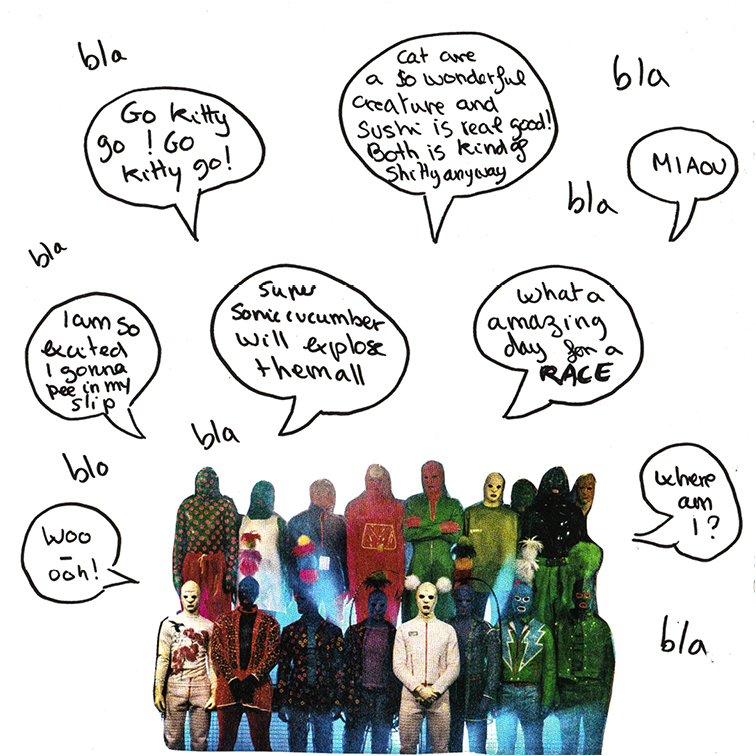 bla
Go kitty
go ! Go
kitty go!
cat are
a so wonderful
creature and
sushi is real good!
Both is kind of
shitty anyway
bla
MIAOU
bla
bla
I am so
excited
I gonna
pee in my
slip
super
sonic cucumber
will explose
them all
what a
amazing
day for a
RACE
bla
blo
where
am
I?
woo
-
ooh!
bla